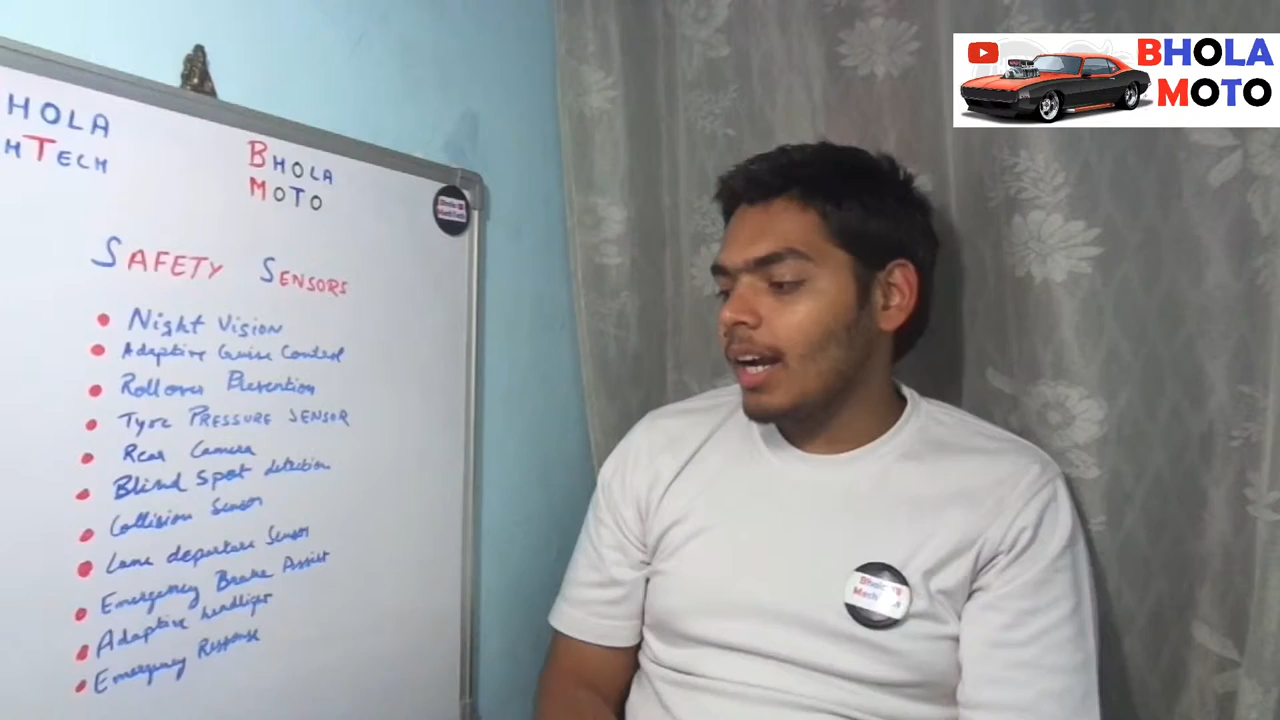 HOLA
HTECH
BHOLA
MOTO
SAFETY SENSORS
Night Vision
Adaptive Cruise Control
Rollover Prevention
Tyre PRESSURE SENSOR
Rear Camera
Blind Spot detection
Collision Sensor
Lane departure Sensor
Emergency Brake Assist
Adaptive headlight
Emergency Response
BHOLA
MOTO